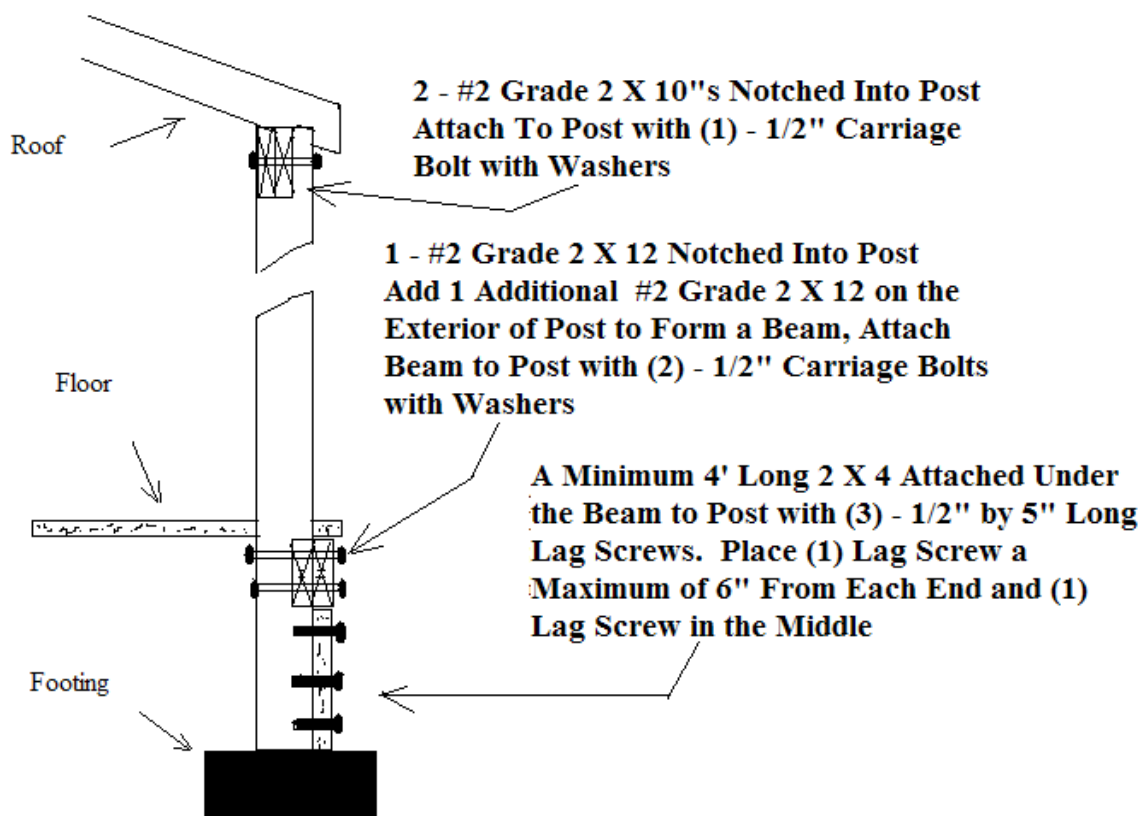 2 - #2 Grade 2 X 10"s Notched Into Post
Attach To Post with (1) - 1/2" Carriage
Bolt with Washers
Roof
1 - #2 Grade 2 X 12 Notched Into Post
Add 1 Additional #2 Grade 2 X 12 on the
Exterior of Post to Form a Beam, Attach
Beam to Post with (2) - 1/2" Carriage Bolts
with Washers
Floor
A Minimum 4' Long 2 X 4 Attached Under
the Beam to Post with (3) - 1/2" by 5" Long
Lag Screws. Place (1) Lag Screw a
Maximum of 6" From Each End and (1)
Lag Screw in the Middle
Footing